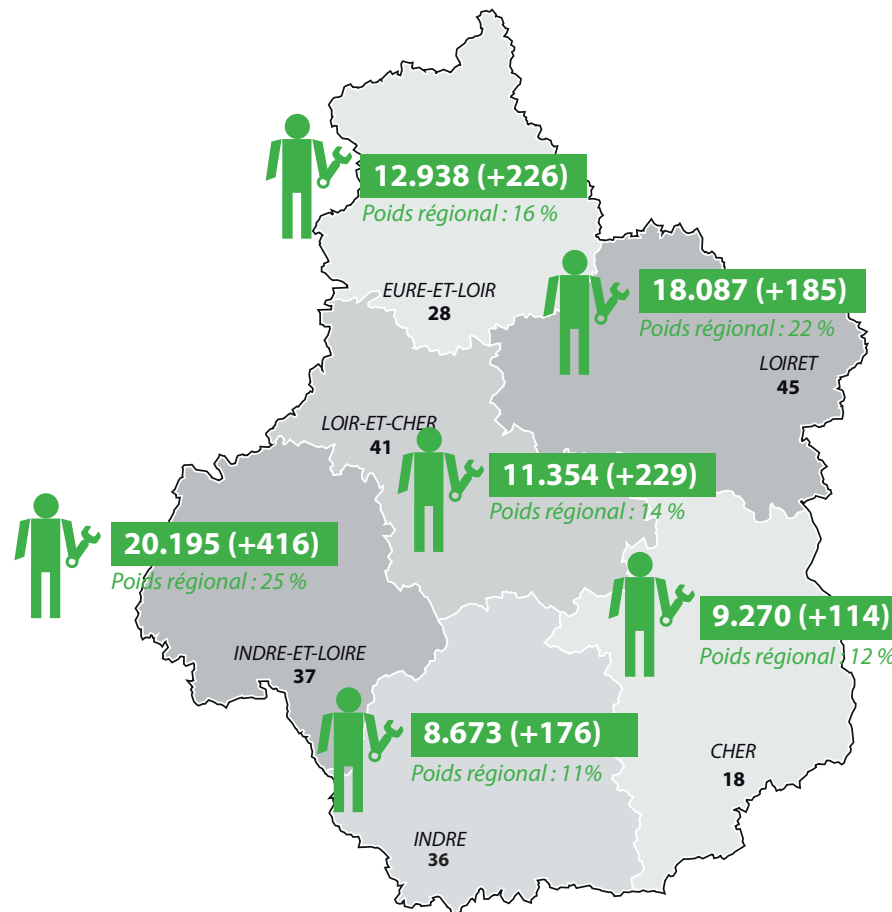 12.938 (+226)
Poids régional : 16 %
EURE-ET-LOIR
28
18.087 (+185)
Poids régional : 22 %
LOIRET
45
LOIR-ET-CHER
41
11.354 (+229)
Poids régional : 14 %
20.195 (+416)
Poids régional : 25 %
INDRE-ET-LOIRE
37
9.270 (+114)
Poids régional : 12 %
8.673 (+176)
Poids régional : 11%
CHER
18
INDRE
36